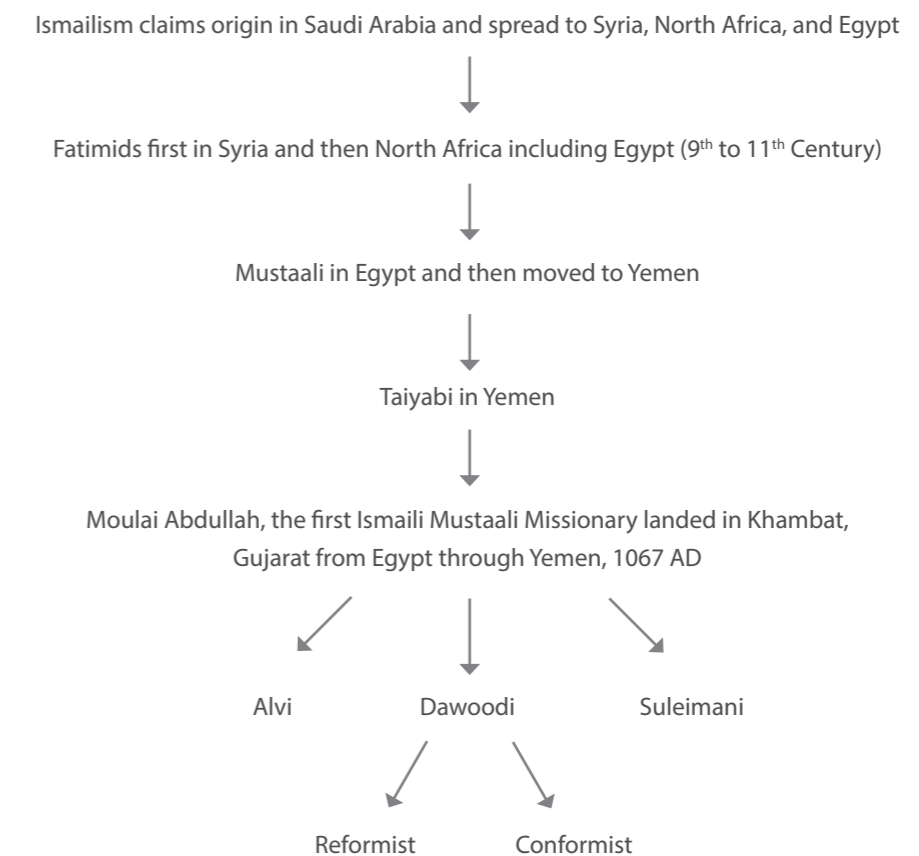 Ismailism claims origin in Saudi Arabia and spread to Syria, North Africa, and Egypt
Fatimids first in Syria and then North Africa including Egypt (9th to 11th Century)
Mustaali in Egypt and then moved to Yemen
Taiyabi in Yemen
Moulai Abdullah, the first Ismaili Mustaali Missionary landed in Khambat,
Gujarat from Egypt through Yemen, 1067 AD
Alvi Dawoodi Suleimani
Reformist Conformist